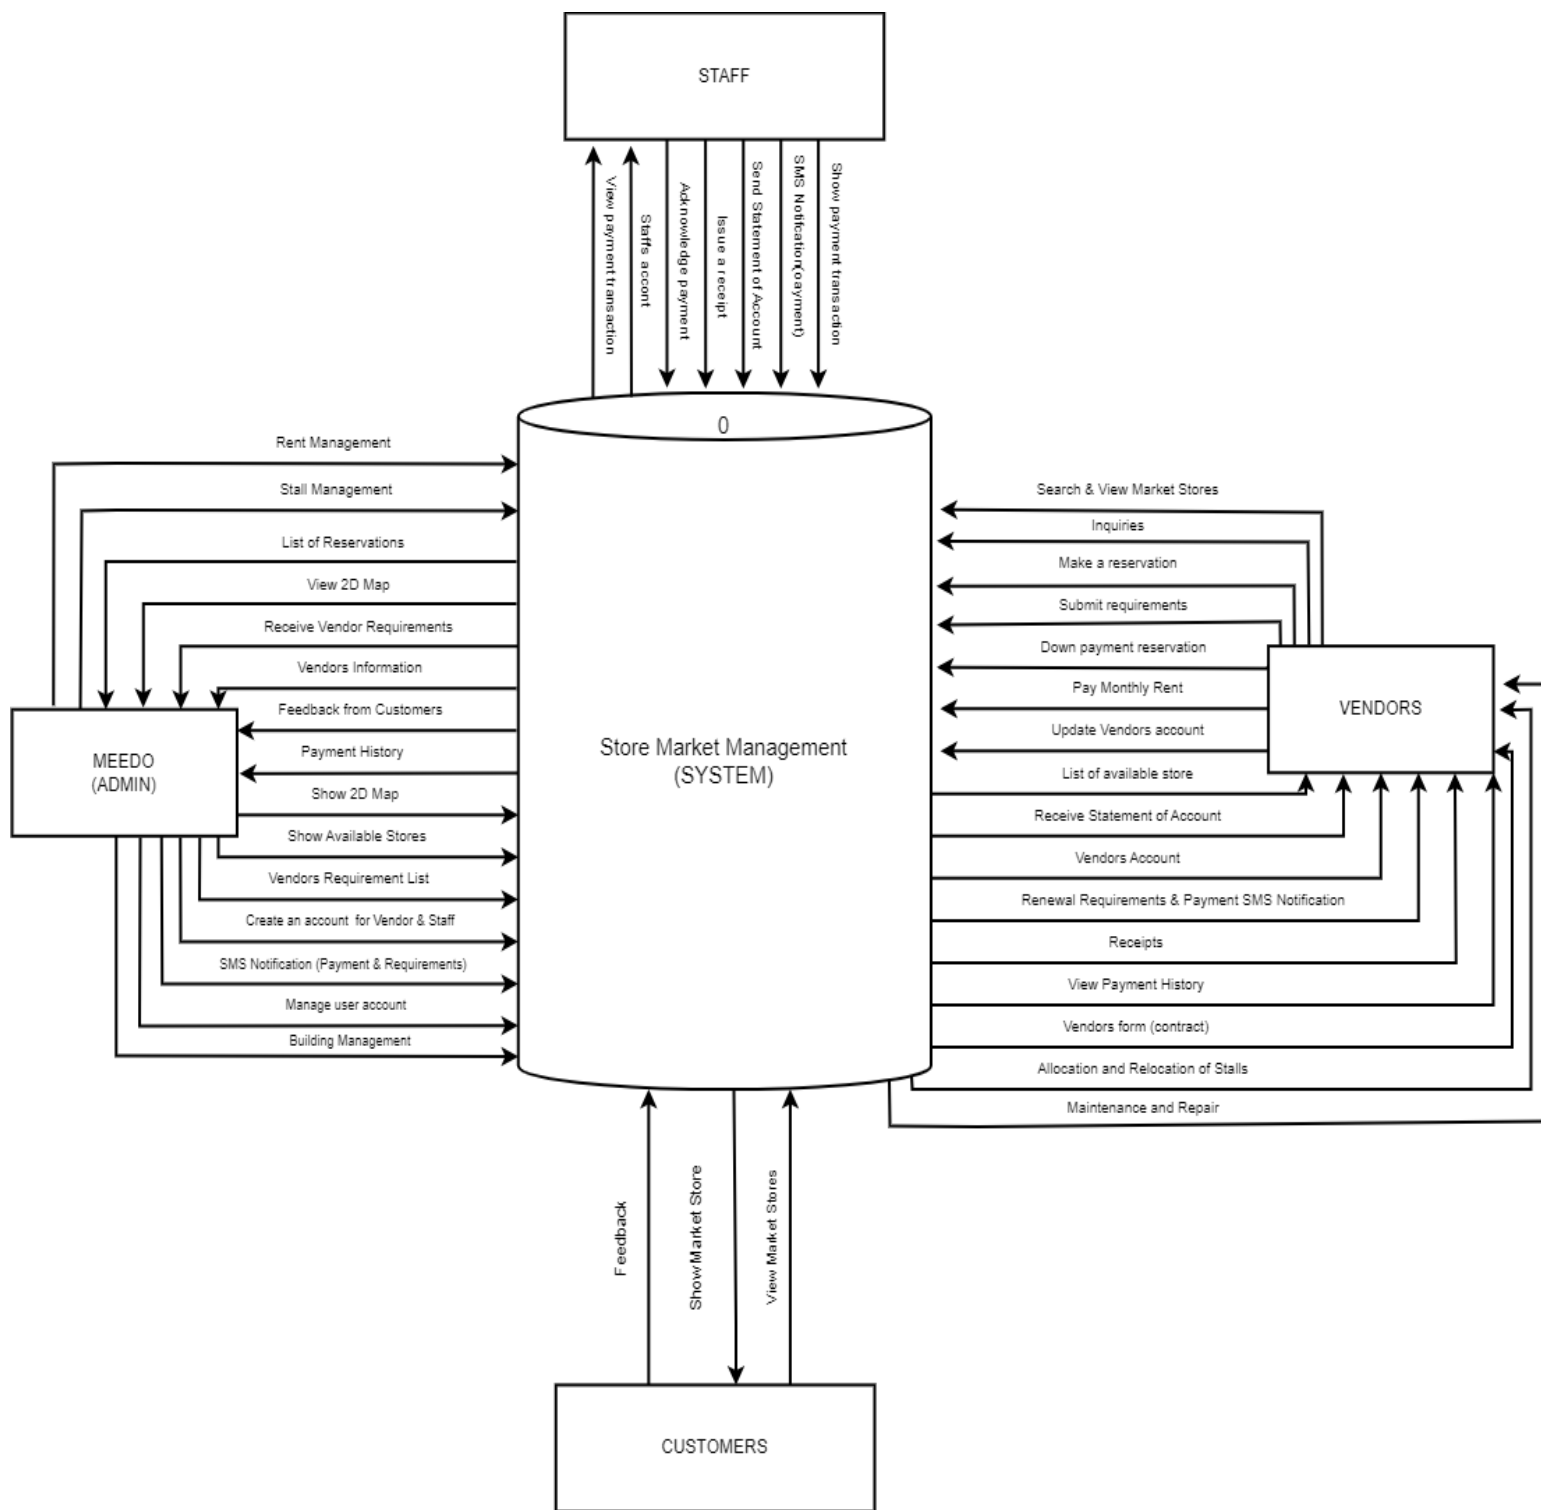 STAFF
View payment transaction
Staffs accont
Acknowledge payment
Issue a receipt
Send Statement of Account
SMS Notifcation(oayment)
Show payment transaction
0
Rent Management
Stall Management
List of Reservations
View 2D Map
Receive Vendor Requirements
Vendors Information
Feedback from Customers
Payment History
Show 2D Map
Show Available Stores
Vendors Requirement List
Create an account for Vendor & Staff
SMS Notification (Payment & Requirements)
Manage user account
Building Management
MEEDO
(ADMIN)
Store Market Management
(SYSTEM)
Search & View Market Stores
Inquiries
Make a reservation
Submit requirements
Down payment reservation
Pay Monthly Rent
Update Vendors account
List of available store
Receive Statement of Account
Vendors Account
Renewal Requirements & Payment SMS Notification
Receipts
View Payment History
Vendors form (contract)
Allocation and Relocation of Stalls
Maintenance and Repair
VENDORS
Feedback
Show Market Store
View Market Stores
CUSTOMERS